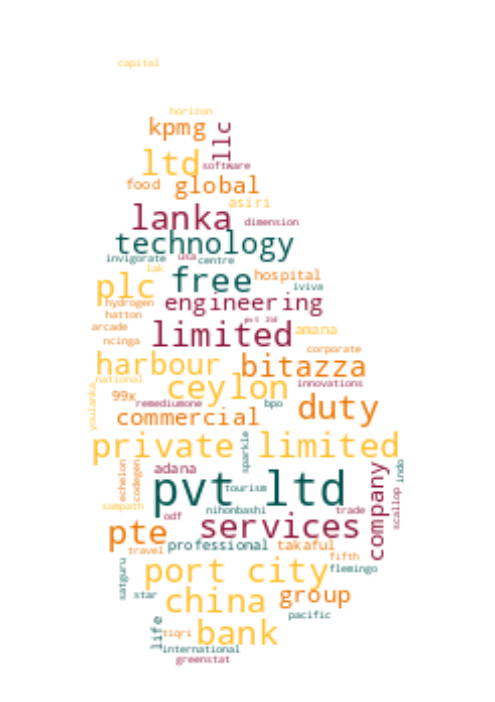 capital
horizon
kpmg llc
ltd software
food global
asiri
lanka dimension
technology
invigorate usa centre
lak
plc free hospital
iviva
hydrogen engineering
hatton pvt ltd
arcade limited amana
ncinga corporate
harbour bitazza
national ceylon innovations
youlanka 99x remediumone bpo duty
commercial
private limited
sparkle
echelon codegen adana company indo
pvt ltd
tourism
sampath nihonbashi trade scallop
odf services
pte professional takaful
travel fifth
satguru port city flemingo
star china group
pacific
life tiqri bank
international
greenstat